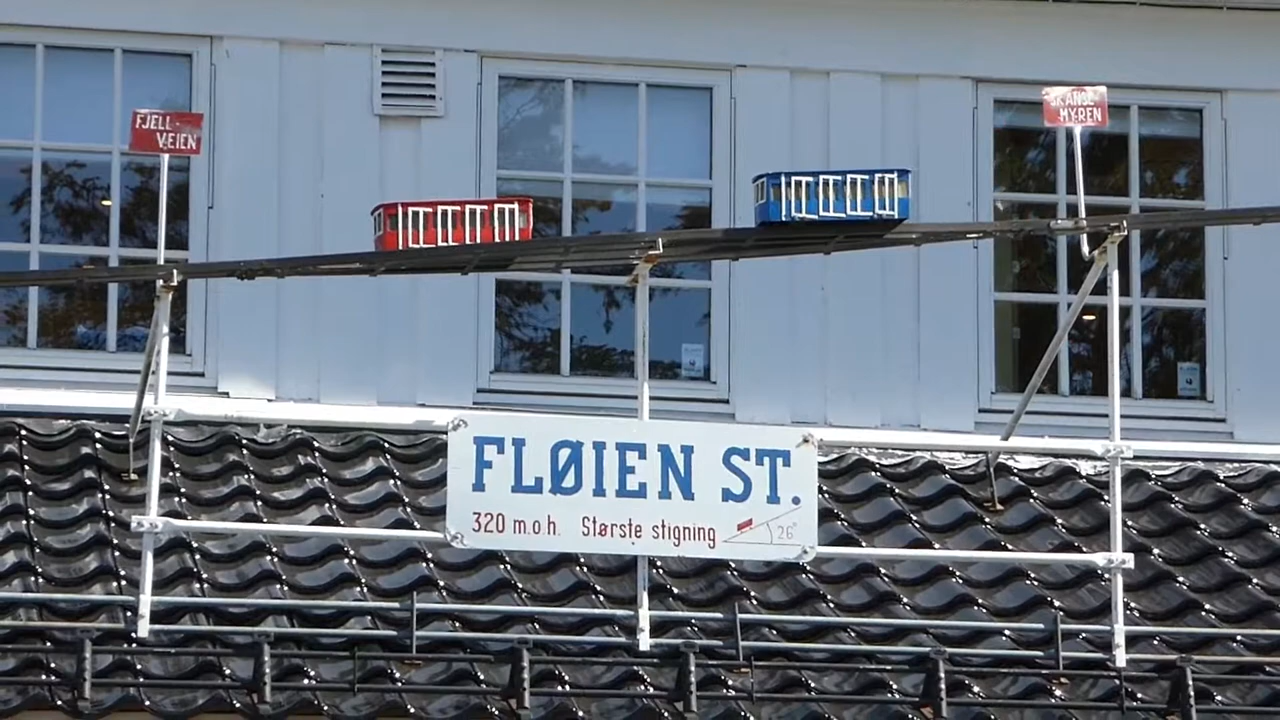 FJELL-
VEIEN
SKANSE-
MYREN
FLØIEN ST.
320 m.o.h. Største stigning 26°